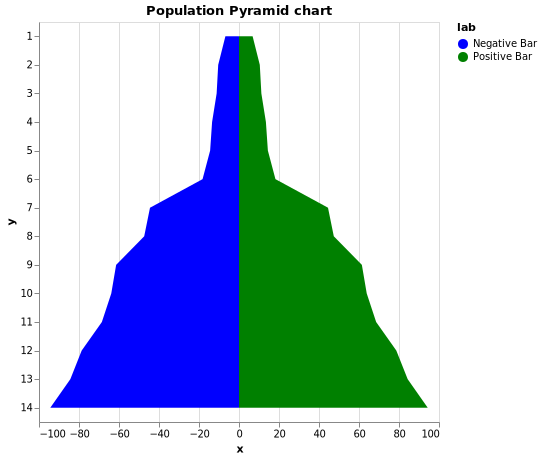 Population Pyramid chart
lab
Negative Bar
Positive Bar
y
1
2
3
4
5
6
7
8
9
10
11
12
13
14
−100 −80 −60 −40 −20 0 20 40 60 80 100
x